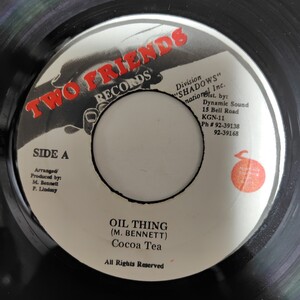 TWO FRIENDS
RECORDS
Division
"SHADOWS"
national Inc.
Dist. by:
Dynamic Sound
15 Bell Road
KGN-11
Ph # 92-39138
92-39168
SIDE A
Arranged/
Produced by:
M. Bennett
P. Lindsay
OIL THING
(M. BENNETT)
Cocoa Tea
All Rights Reserved